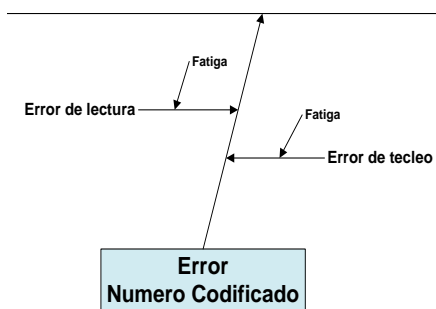 Fatiga
Error de lectura
Fatiga
Error de tecleo
Error
Numero Codificado